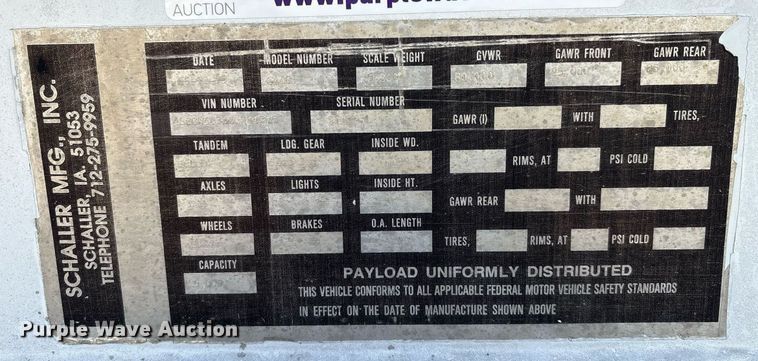 AUCTION
SCHALLER MFG., INC.
SCHALLER, IA. 51053
TELEPHONE 712-275-9959
DATE MODEL NUMBER SCALE WEIGHT GVWR GAWR FRONT GAWR REAR
VIN NUMBER SERIAL NUMBER
GAWR (I) WITH TIRES,
TANDEM LDG. GEAR INSIDE WD.
RIMS, AT PSI COLD
AXLES LIGHTS INSIDE HT.
GAWR REAR WITH
WHEELS BRAKES O.A. LENGTH
TIRES, RIMS, AT PSI COLD
CAPACITY
PAYLOAD UNIFORMLY DISTRIBUTED
THIS VEHICLE CONFORMS TO ALL APPLICABLE FEDERAL MOTOR VEHICLE SAFETY STANDARDS
IN EFFECT ON THE DATE OF MANUFACTURE SHOWN ABOVE
Purple Wave Auction